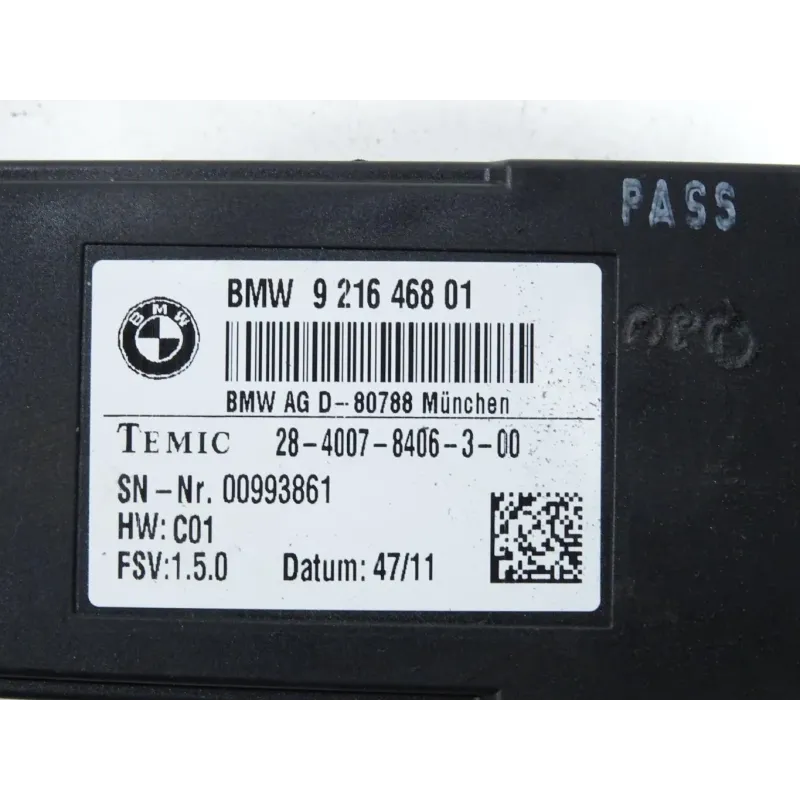 PASS
BMW 9 216 468 01
BMW
BMW AG D-80788 München
TEMIC 28-4007-8406-3-00
SN-Nr. 00993861
HW: C01
FSV:1.5.0 Datum: 47/11